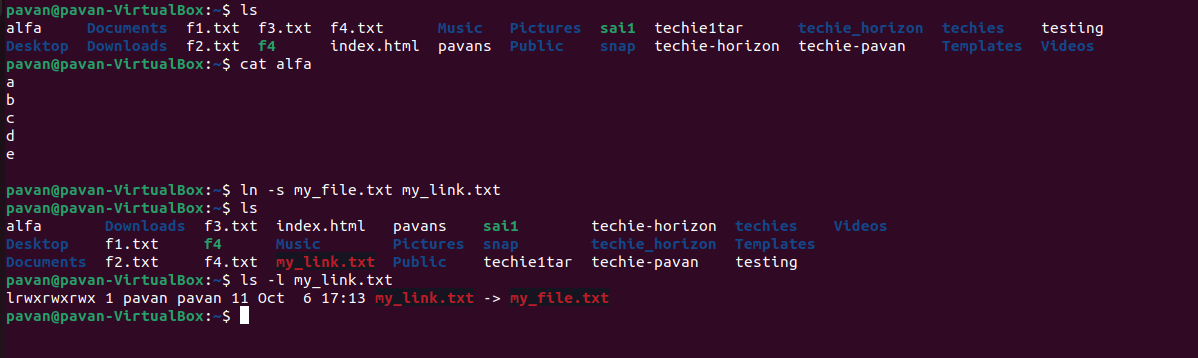 pavan@pavan-VirtualBox:~$ ls
alfa Documents f1.txt f3.txt f4.txt Music Pictures sai1 techie1tar techie_horizon techies testing
Desktop Downloads f2.txt f4 index.html pavans Public snap techie-horizon techie-pavan Templates Videos
pavan@pavan-VirtualBox:~$ cat alfa
a
b
c
d
e
pavan@pavan-VirtualBox:~$ ln -s my_file.txt my_link.txt
pavan@pavan-VirtualBox:~$ ls
alfa Downloads f3.txt index.html pavans sai1 techie-horizon techies Videos
Desktop f1.txt f4 Music Pictures snap techie_horizon Templates
Documents f2.txt f4.txt my_link.txt Public techie1tar techie-pavan testing
pavan@pavan-VirtualBox:~$ ls -l my_link.txt
lrwxrwxrwx 1 pavan pavan 11 Oct  6 17:13 my_link.txt -> my_file.txt
pavan@pavan-VirtualBox:~$